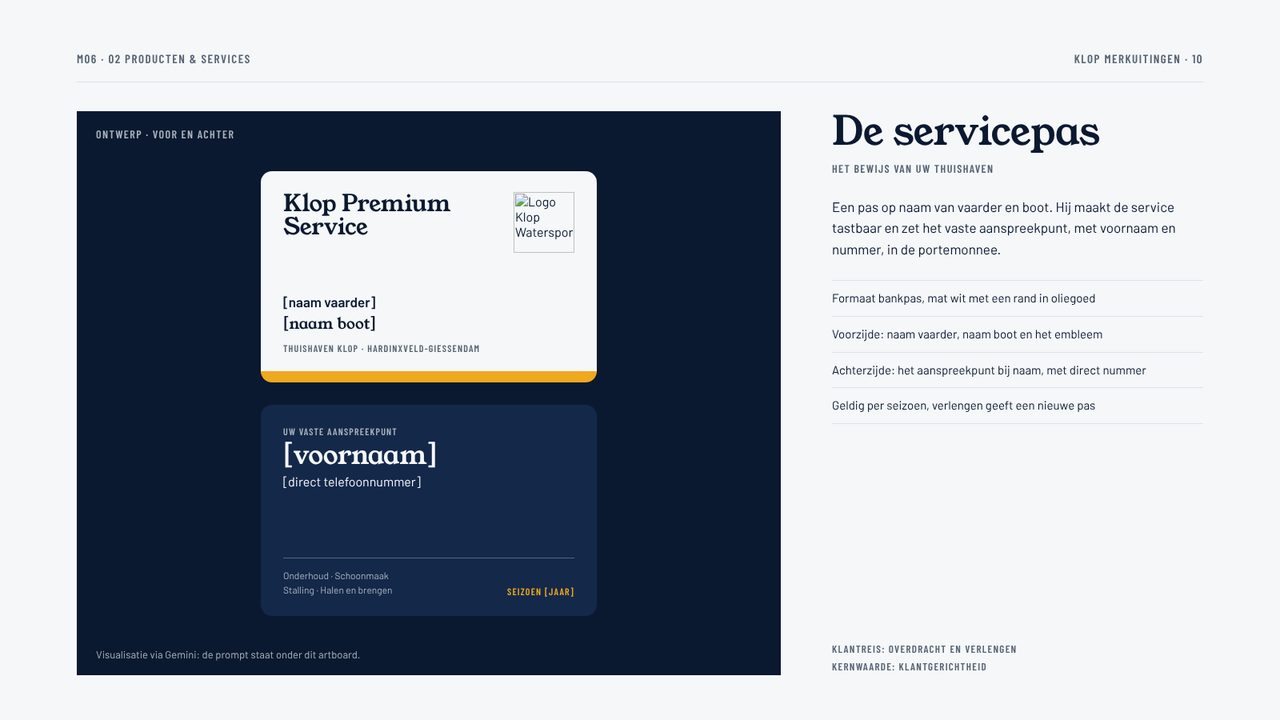 M06 · 02 PRODUCTEN & SERVICES
KLOP MERKUITINGEN · 10
ONTWERP · VOOR EN ACHTER
Klop Premium
Service
Logo
Klop
Waterspor
[naam vaarder]
[naam boot]
THUISHAVEN KLOP · HARDINXVELD-GIESSENDAM
UW VASTE AANSPREEKPUNT
[voornaam]
[direct telefoonnummer]
Onderhoud · Schoonmaak
Stalling · Halen en brengen
SEIZOEN [JAAR]
Visualisatie via Gemini: de prompt staat onder dit artboard.
De servicepas
HET BEWIJS VAN UW THUISHAVEN
Een pas op naam van vaarder en boot. Hij maakt de service
tastbaar en zet het vaste aanspreekpunt, met voornaam en
nummer, in de portemonnee.
Formaat bankpas, mat wit met een rand in oliegoed
Voorzijde: naam vaarder, naam boot en het embleem
Achterzijde: het aanspreekpunt bij naam, met direct nummer
Geldig per seizoen, verlengen geeft een nieuwe pas
KLANTREIS: OVERDRACHT EN VERLENGEN
KERNWAARDE: KLANTGERICHTHEID